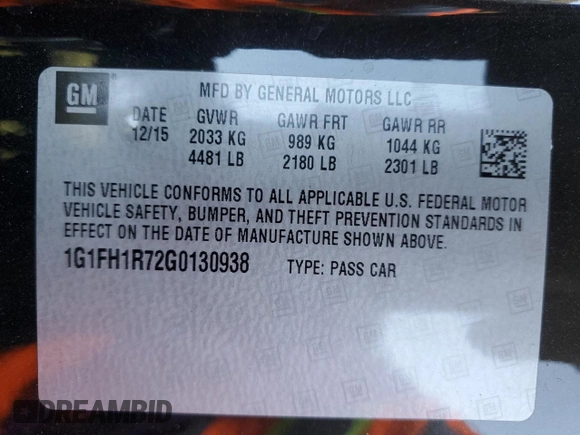 GM
MFD BY GENERAL MOTORS LLC
DATE GVWR GAWR FRT GAWR RR
12/15 2033 KG 989 KG 1044 KG
4481 LB 2180 LB 2301 LB
THIS VEHICLE CONFORMS TO ALL APPLICABLE U.S. FEDERAL MOTOR
VEHICLE SAFETY, BUMPER, AND THEFT PREVENTION STANDARDS IN
EFFECT ON THE DATE OF MANUFACTURE SHOWN ABOVE.
1G1FH1R72G0130938 TYPE: PASS CAR
DREAMBID